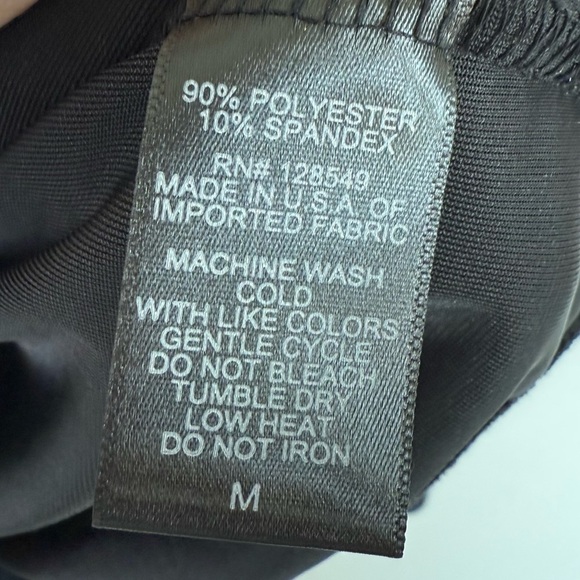 90% POLYESTER
10% SPANDEX
RN# 128549
MADE IN U.S.A. OF
IMPORTED FABRIC
MACHINE WASH
COLD
WITH LIKE COLORS
GENTLE CYCLE
DO NOT BLEACH
TUMBLE DRY
LOW HEAT
DO NOT IRON
M